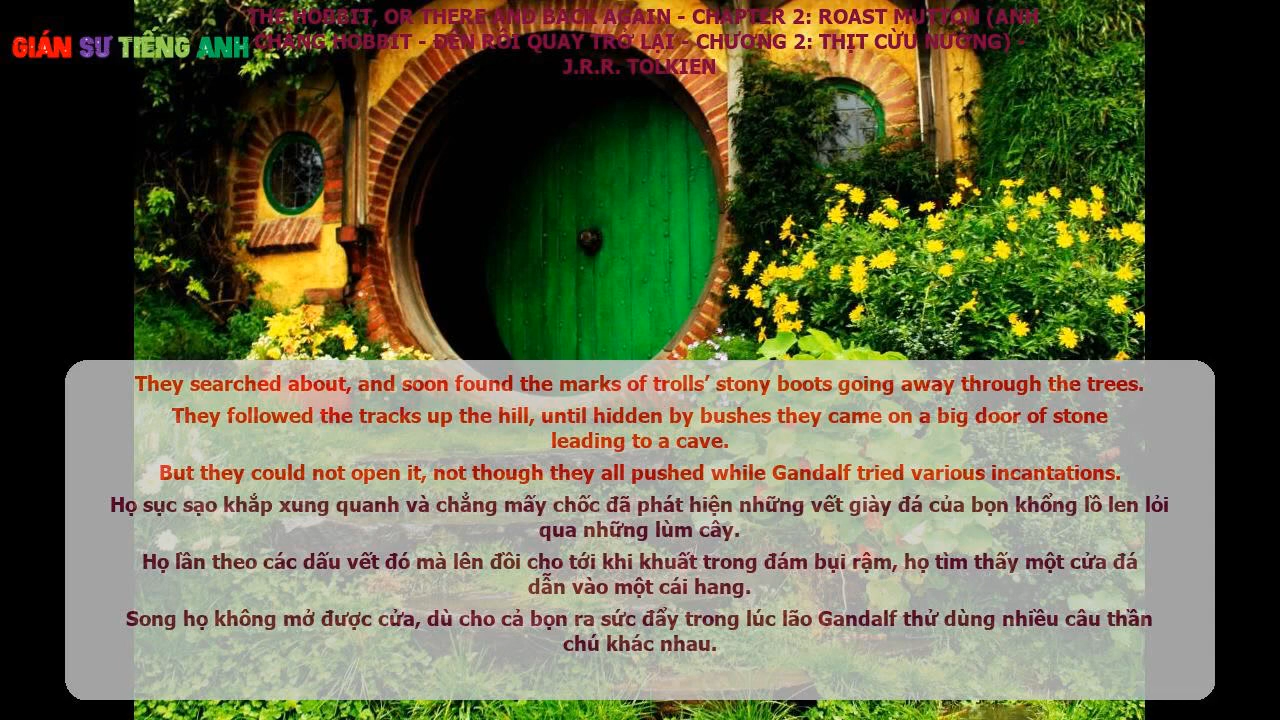 THE HOBBIT, OR THERE AND BACK AGAIN - CHAPTER 2: ROAST MUTTON (ANH
CHÀNG HOBBIT - ĐẾN RỒI QUAY TRỞ LẠI - CHƯƠNG 2: THỊT CỪU NƯỚNG) -
J.R.R. TOLKIEN
GIÁN SỨ TIẾNG ANH
They searched about, and soon found the marks of trolls’ stony boots going away through the trees.
They followed the tracks up the hill, until hidden by bushes they came on a big door of stone
leading to a cave.
But they could not open it, not though they all pushed while Gandalf tried various incantations.
Họ sục sạo khắp xung quanh và chẳng mấy chốc đã phát hiện những vết giày đá của bọn khổng lồ len lỏi
qua những lùm cây.
Họ lần theo các dấu vết đó mà lên đồi cho tới khi khuất trong đám bụi rậm, họ tìm thấy một cửa đá
dẫn vào một cái hang.
Song họ không mở được cửa, dù cho cả bọn ra sức đẩy trong lúc lão Gandalf thử dùng nhiều câu thần
chú khác nhau.